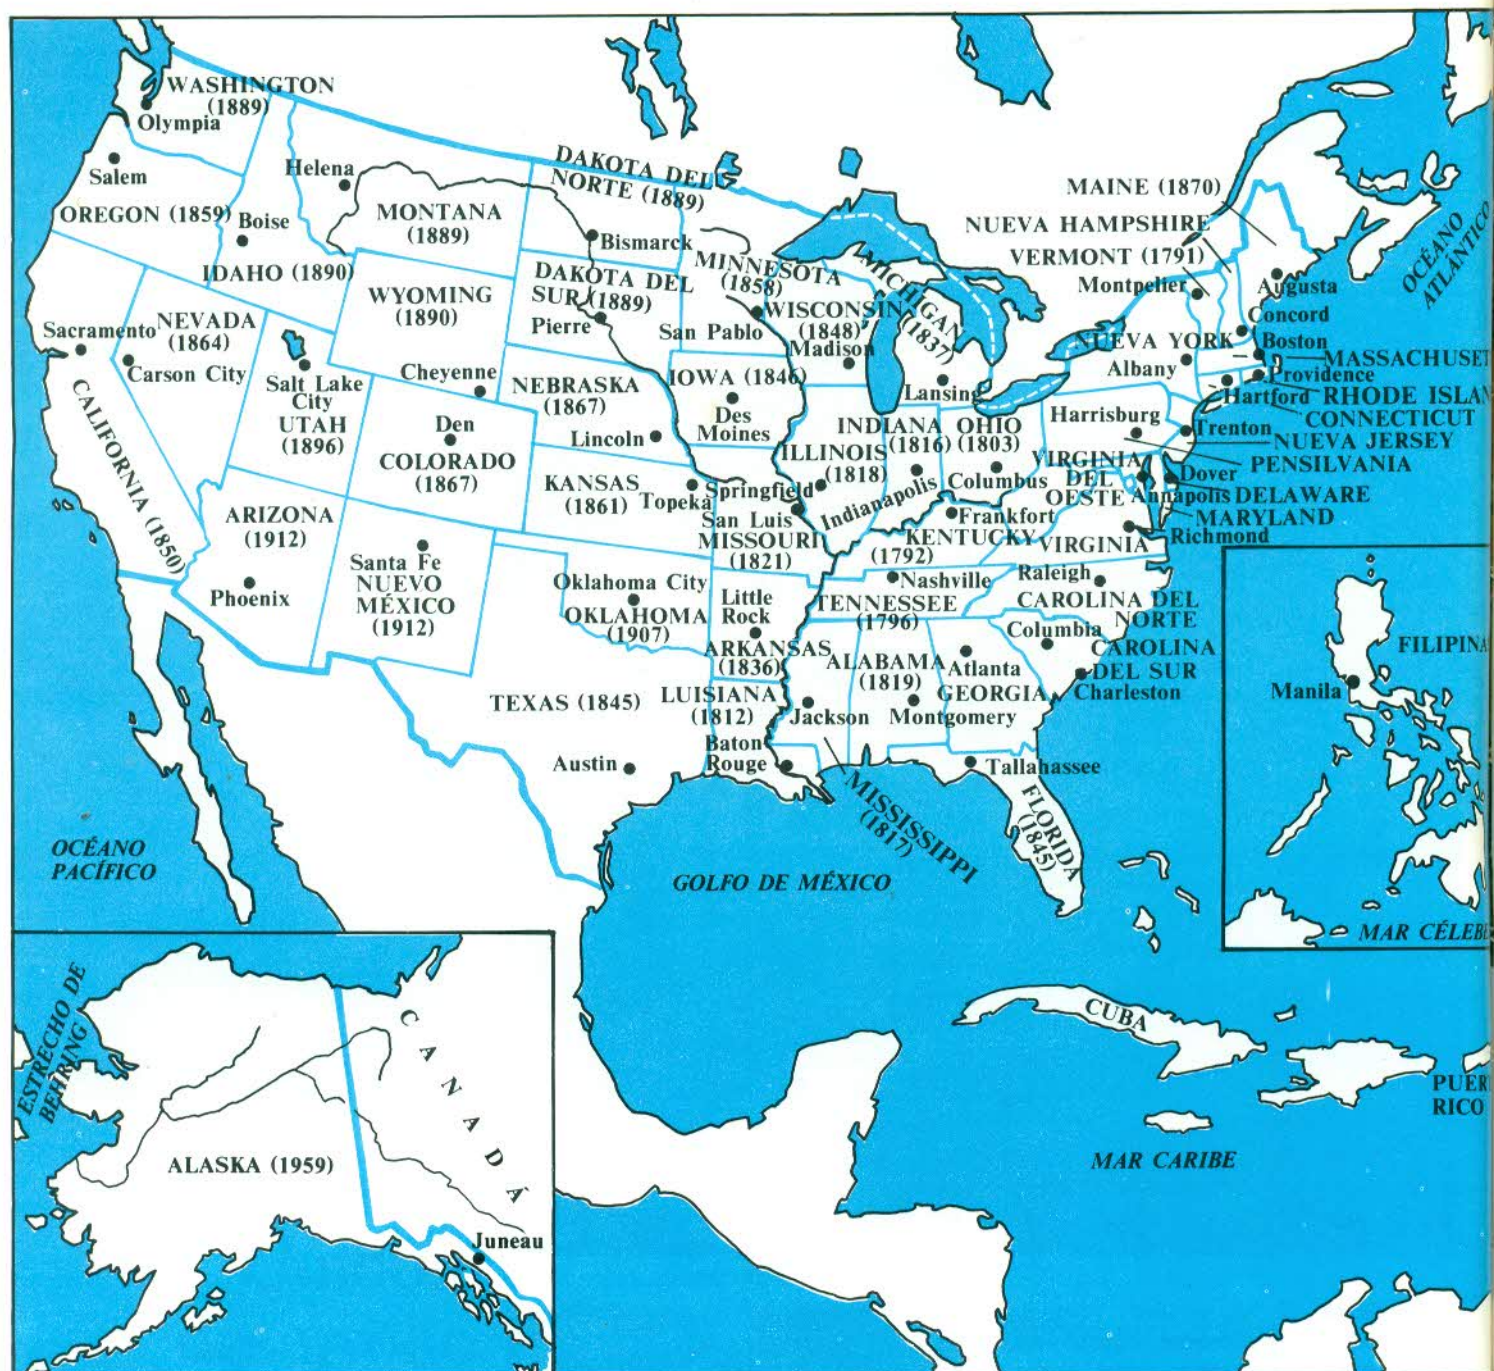 WASHINGTON
(1889)
Olympia
Salem
OREGON (1859)
Boise
IDAHO (1890)
Helena
MONTANA
(1889)
DAKOTA DEL
NORTE (1889)
Bismarck
DAKOTA DEL
SUR (1889)
Pierre
MINNESOTA
(1858)
San Pablo
WISCONSIN
(1848)
Madison
MICHIGAN
(1837)
Lansing
WYOMING
(1890)
Cheyenne
NEVADA
(1864)
Carson City
Sacramento
CALIFORNIA (1850)
Salt Lake
City
UTAH
(1896)
Den
COLORADO
(1867)
NEBRASKA
(1867)
Lincoln
IOWA (1846)
Des
Moines
KANSAS
(1861)
Topeka
ILLINOIS
(1818)
Springfield
San Luis
MISSOURI
(1821)
INDIANA
(1816)
Indianapolis
OHIO
(1803)
Columbus
Frankfort
KENTUCKY
(1792)
Nashville
TENNESSEE
(1796)
ARIZONA
(1912)
Phoenix
Santa Fe
NUEVO
MÉXICO
(1912)
Oklahoma City
OKLAHOMA
(1907)
Little
Rock
ARKANSAS
(1836)
TEXAS (1845)
Austin
LUISIANA
(1812)
Baton
Rouge
Jackson
MISSISSIPPI
(1817)
ALABAMA
(1819)
Montgomery
Atlanta
GEORGIA
Tallahassee
FLORIDA
(1845)
MAINE (1870)
NUEVA HAMPSHIRE
VERMONT (1791)
Montpelier
Augusta
Concord
NUEVA YORK
Albany
Boston
MASSACHUSET
Providence
RHODE ISLAN
Hartford
CONNECTICUT
Harrisburg
Trenton
NUEVA JERSEY
PENSILVANIA
VIRGINIA
DEL
OESTE
Dover
Annapolis
DELAWARE
MARYLAND
Richmond
VIRGINIA
Raleigh
CAROLINA DEL
NORTE
Columbia
CAROLINA
DEL SUR
Charleston
OCÉANO
ATLÁNTICO
OCÉANO
PACÍFICO
GOLFO DE MÉXICO
FILIPINA
Manila
MAR CÉLEB
CUBA
PUER
RICO
MAR CARIBE
ESTRECHO DE
BEHRING
CANADÁ
ALASKA (1959)
Juneau